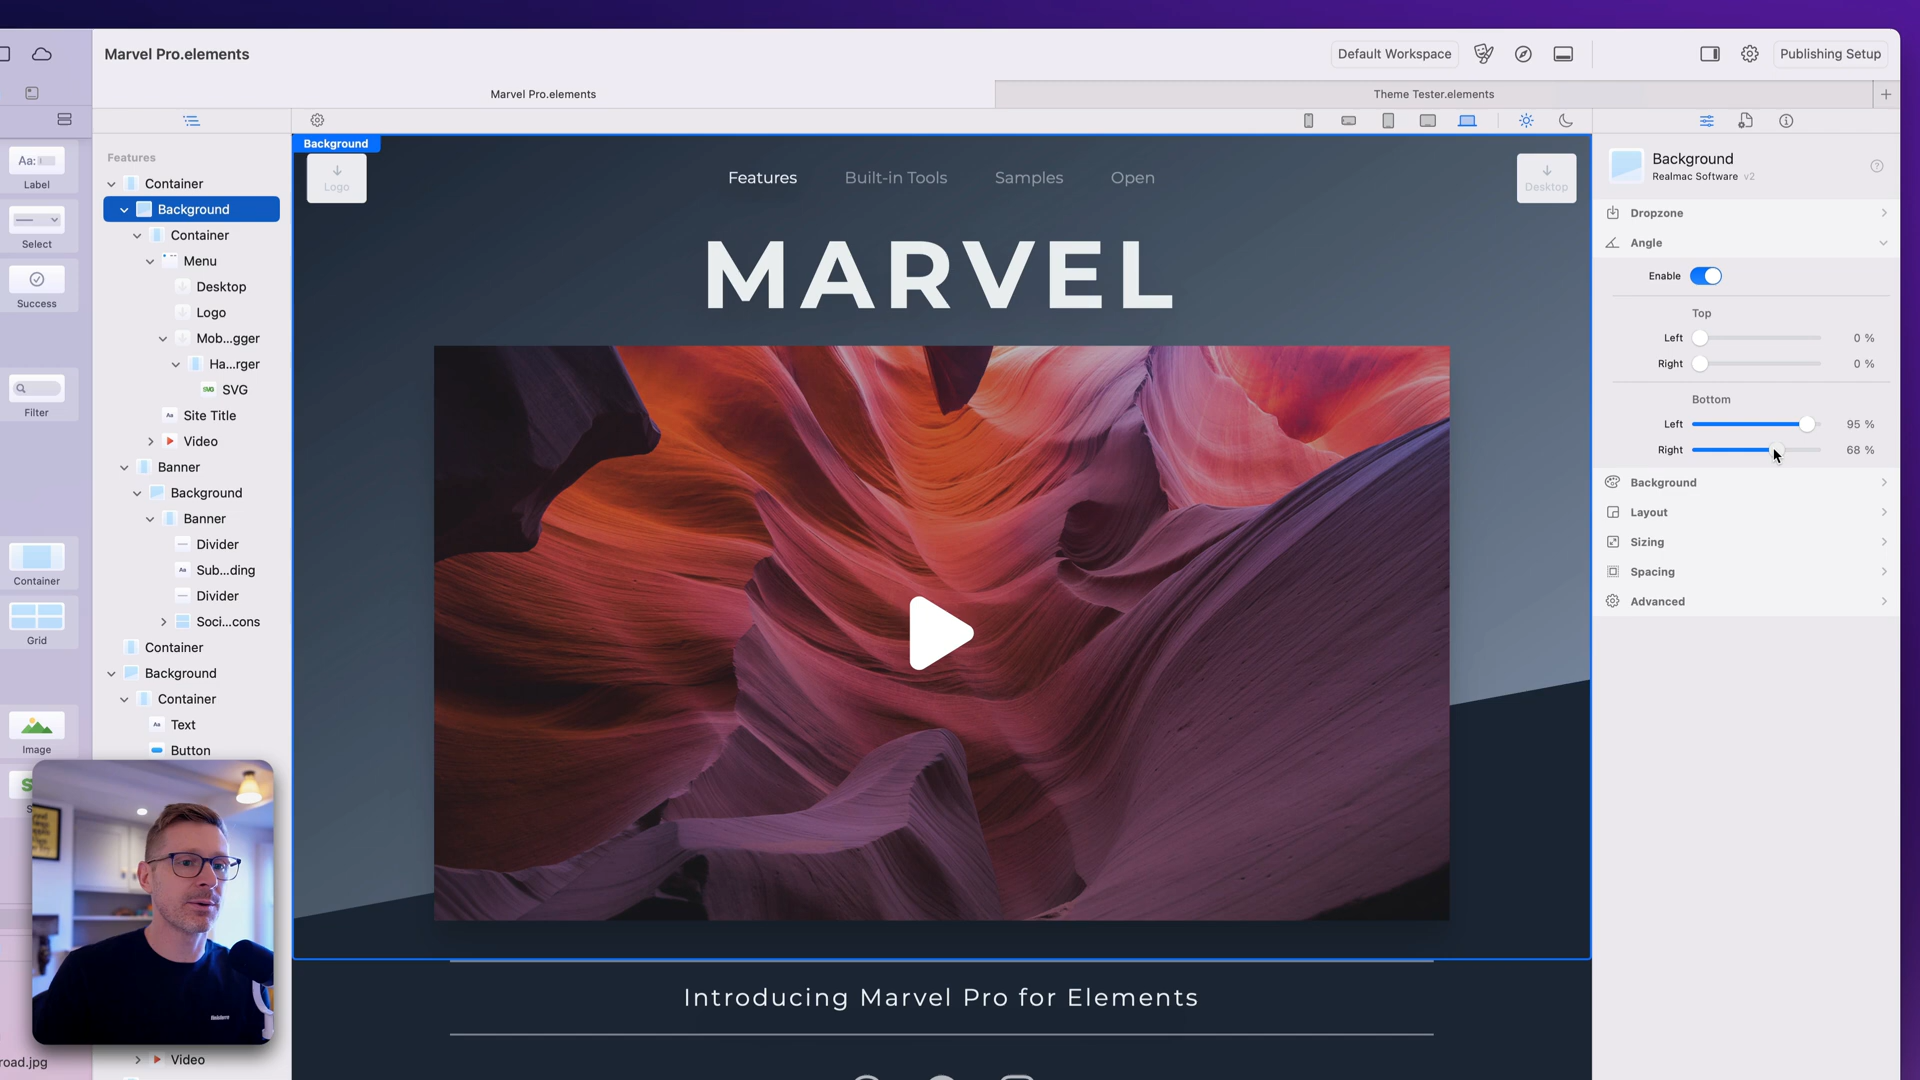 Marvel Pro.elements
Default Workspace
Publishing Setup
Marvel Pro.elements
Theme Tester.elements
Aa:
Label
Select
Success
Filter
Container
Grid
Image
road.jpg
Features
Container
Background
Container
Menu
Desktop
Logo
Mob...gger
Ha...rger
SVG
Site Title
Video
Banner
Background
Banner
Divider
Sub...ding
Divider
Soci...cons
Container
Background
Container
Text
Button
Video
Background
Logo
Features
Built-in Tools
Samples
Open
Desktop
MARVEL
Introducing Marvel Pro for Elements
Background
Realmac Software v2
Dropzone
Angle
Enable
Top
Left 0 %
Right 0 %
Bottom
Left 95 %
Right 68 %
Background
Layout
Sizing
Spacing
Advanced